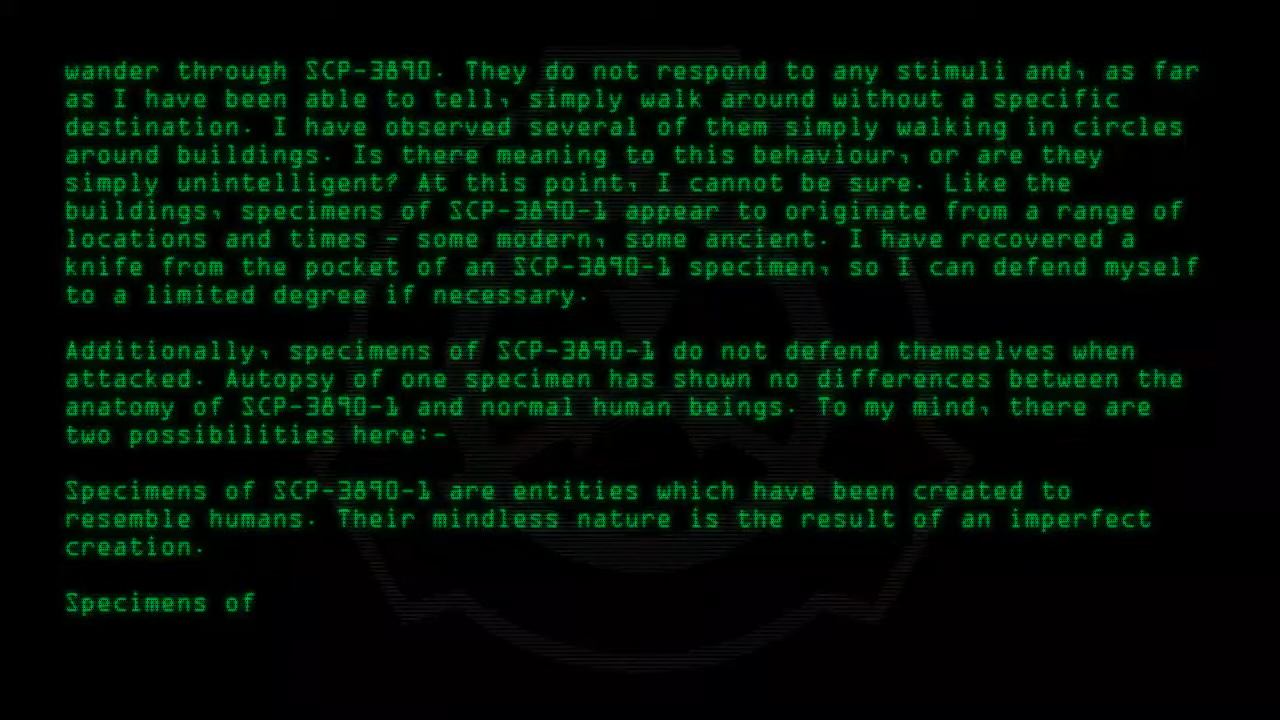 wander through SCP-3890. They do not respond to any stimuli and, as far
as I have been able to tell, simply walk around without a specific
destination. I have observed several of them simply walking in circles
around buildings. Is there meaning to this behaviour, or are they
simply unintelligent? At this point, I cannot be sure. Like the
buildings, specimens of SCP-3890-1 appear to originate from a range of
locations and times - some modern, some ancient. I have recovered a
knife from the pocket of an SCP-3890-1 specimen, so I can defend myself
to a limited degree if necessary.
Additionally, specimens of SCP-3890-1 do not defend themselves when
attacked. Autopsy of one specimen has shown no differences between the
anatomy of SCP-3890-1 and normal human beings. To my mind, there are
two possibilities here:-
Specimens of SCP-3890-1 are entities which have been created to
resemble humans. Their mindless nature is the result of an imperfect
creation.
Specimens of